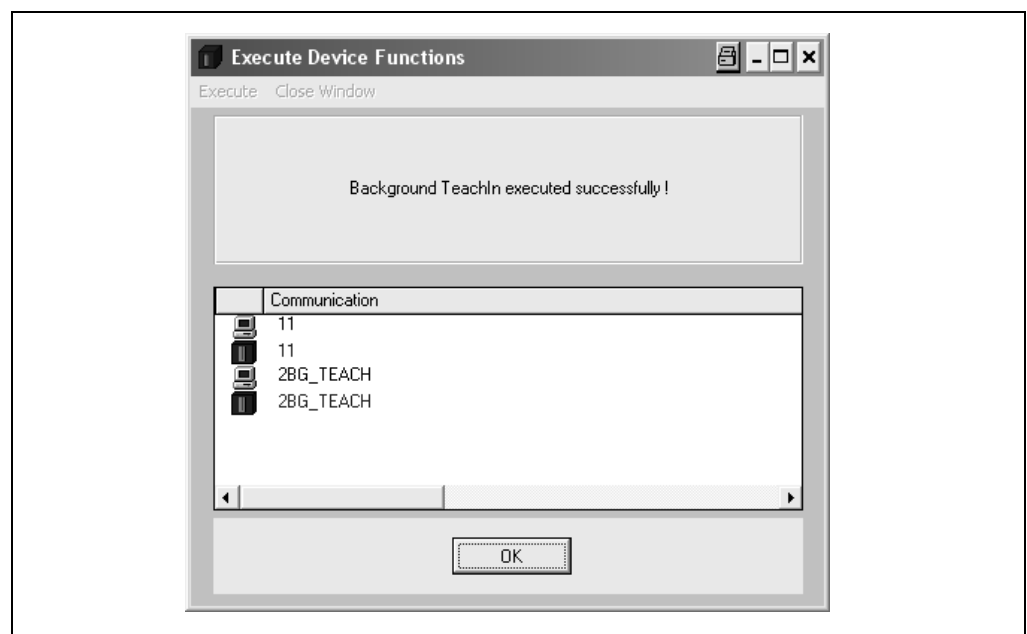 Execute Device Functions
Execute Close Window
Background TeachIn executed successfully !
Communication
11
11
2BG_TEACH
2BG_TEACH
OK